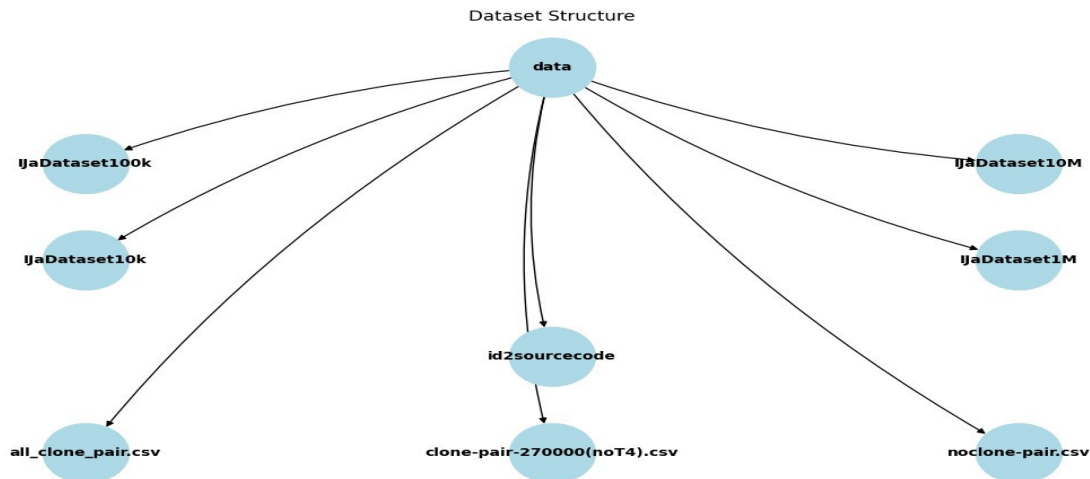 Dataset Structure
data
IJaDataset100k
IJaDataset10M
IJaDataset10k
IJaDataset1M
id2sourcecode
all_clone_pair.csv
clone-pair-270000(noT4).csv
noclone-pair.csv